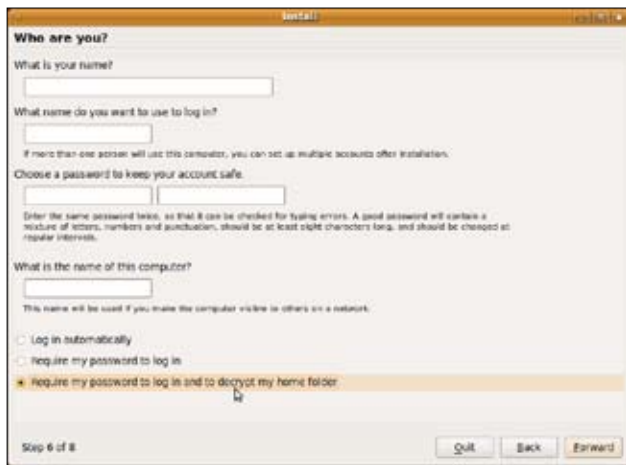 Install
Who are you?
What is your name?
What name do you want to use to log in?
If more than one person will use this computer, you can set up multiple accounts after installation.
Choose a password to keep your account safe.
Enter the same password twice, so that it can be checked for typing errors. A good password will contain a
mixture of letters, numbers and punctuation, should be at least eight characters long, and should be changed at
regular intervals.
What is the name of this computer?
This name will be used if you make the computer visible to others on a network.
Log in automatically
Require my password to log in
Require my password to log in and to decrypt my home folder
Step 6 of 8
Quit
Back
Forward